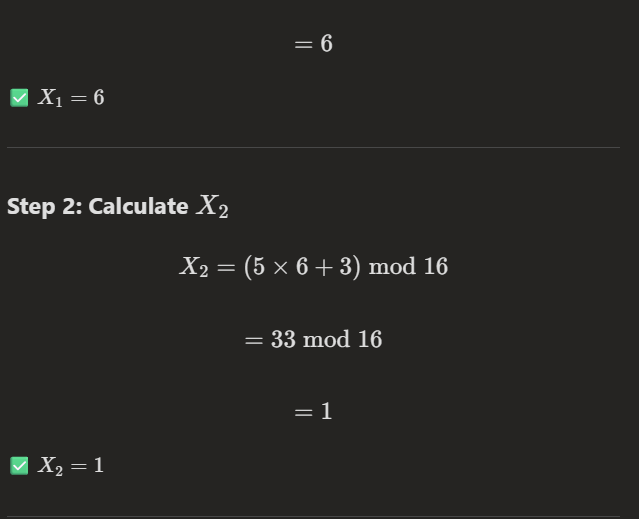 = 6
✅ X₁ = 6
Step 2: Calculate X₂
X₂ = (5 × 6 + 3) mod 16
= 33 mod 16
= 1
✅ X₂ = 1